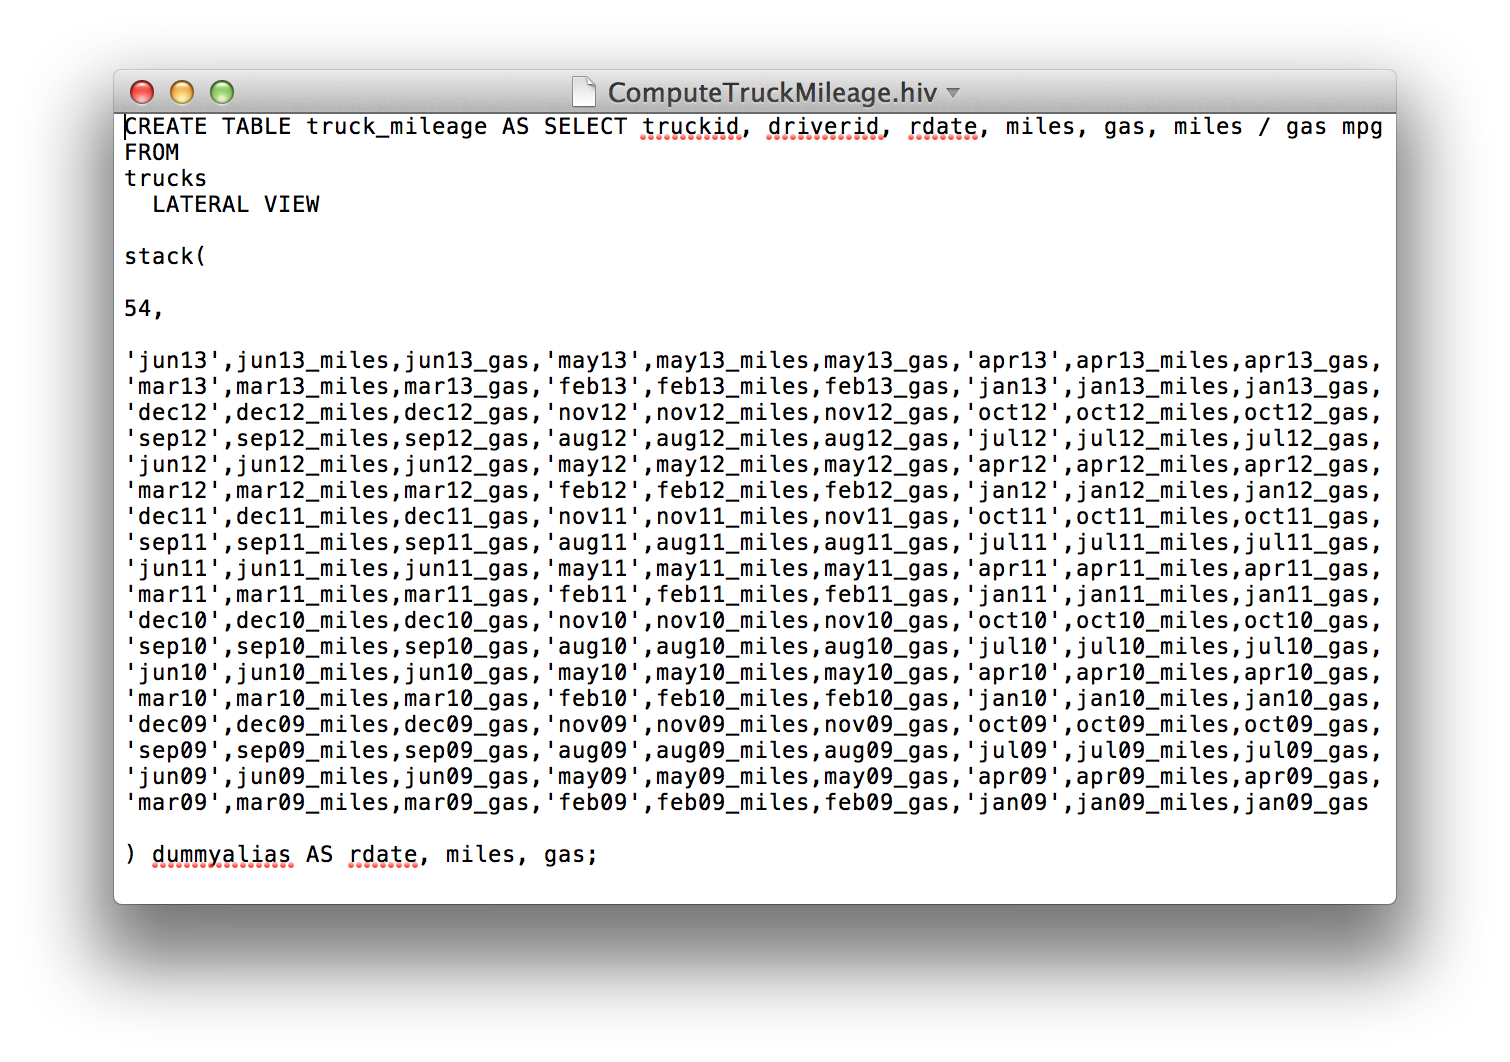 ComputeTruckMileage.hiv
CREATE TABLE truck_mileage AS SELECT truckid, driverid, rdate, miles, gas, miles / gas mpg
FROM
trucks
LATERAL VIEW
stack(
54,
'jun13',jun13_miles,jun13_gas,'may13',may13_miles,may13_gas,'apr13',apr13_miles,apr13_gas,
'mar13',mar13_miles,mar13_gas,'feb13',feb13_miles,feb13_gas,'jan13',jan13_miles,jan13_gas,
'dec12',dec12_miles,dec12_gas,'nov12',nov12_miles,nov12_gas,'oct12',oct12_miles,oct12_gas,
'sep12',sep12_miles,sep12_gas,'aug12',aug12_miles,aug12_gas,'jul12',jul12_miles,jul12_gas,
'jun12',jun12_miles,jun12_gas,'may12',may12_miles,may12_gas,'apr12',apr12_miles,apr12_gas,
'mar12',mar12_miles,mar12_gas,'feb12',feb12_miles,feb12_gas,'jan12',jan12_miles,jan12_gas,
'dec11',dec11_miles,dec11_gas,'nov11',nov11_miles,nov11_gas,'oct11',oct11_miles,oct11_gas,
'sep11',sep11_miles,sep11_gas,'aug11',aug11_miles,aug11_gas,'jul11',jul11_miles,jul11_gas,
'jun11',jun11_miles,jun11_gas,'may11',may11_miles,may11_gas,'apr11',apr11_miles,apr11_gas,
'mar11',mar11_miles,mar11_gas,'feb11',feb11_miles,feb11_gas,'jan11',jan11_miles,jan11_gas,
'dec10',dec10_miles,dec10_gas,'nov10',nov10_miles,nov10_gas,'oct10',oct10_miles,oct10_gas,
'sep10',sep10_miles,sep10_gas,'aug10',aug10_miles,aug10_gas,'jul10',jul10_miles,jul10_gas,
'jun10',jun10_miles,jun10_gas,'may10',may10_miles,may10_gas,'apr10',apr10_miles,apr10_gas,
'mar10',mar10_miles,mar10_gas,'feb10',feb10_miles,feb10_gas,'jan10',jan10_miles,jan10_gas,
'dec09',dec09_miles,dec09_gas,'nov09',nov09_miles,nov09_gas,'oct09',oct09_miles,oct09_gas,
'sep09',sep09_miles,sep09_gas,'aug09',aug09_miles,aug09_gas,'jul09',jul09_miles,jul09_gas,
'jun09',jun09_miles,jun09_gas,'may09',may09_miles,may09_gas,'apr09',apr09_miles,apr09_gas,
'mar09',mar09_miles,mar09_gas,'feb09',feb09_miles,feb09_gas,'jan09',jan09_miles,jan09_gas
) dummyalias AS rdate, miles, gas;